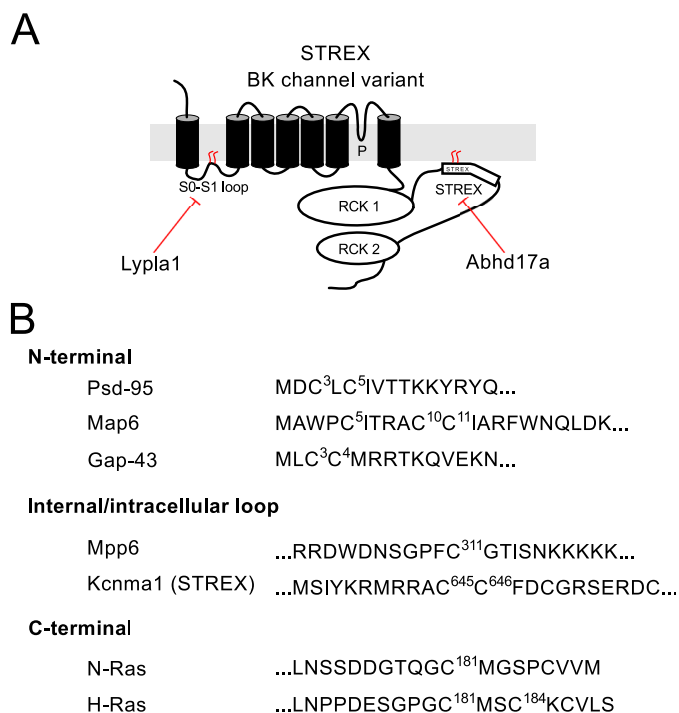 A
STREX
BK channel variant
P
S0-S1 loop
STREX
STREX
RCK 1
RCK 2
Lypla1
Abhd17a
B
N-terminal
Psd-95 MDC³LC⁵IVTTKKYRYQ...
Map6 MAWPC⁵ITRAC¹⁰C¹¹IARFWNQLDK...
Gap-43 MLC³C⁴MRRTKQVEKN...
Internal/intracellular loop
Mpp6 ...RRDWDNSGPFC³¹¹GTISNKKKKK...
Kcnma1 (STREX) ...MSIYKRMRRAC⁶⁴⁵C⁶⁴⁶FDCGRSERDC...
C-terminal
N-Ras ...LNSSDDGTQGC¹⁸¹MGSPCVVM
H-Ras ...LNPPDESGPGC¹⁸¹MSC¹⁸⁴KCVLS